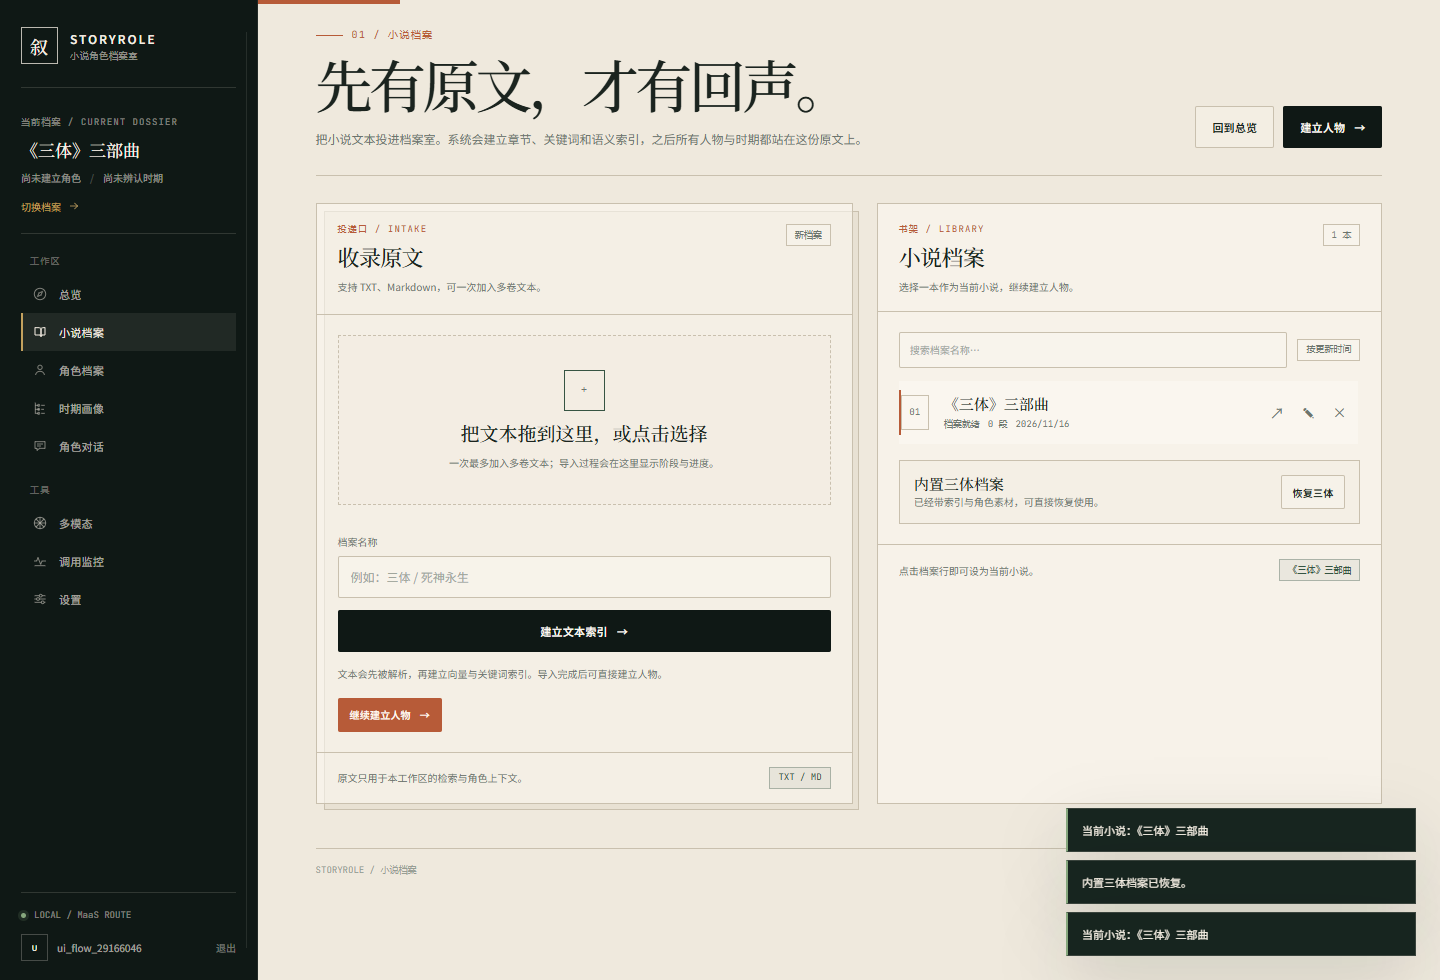 叙
STORYROLE
小说角色档案室
当前档案 / CURRENT DOSSIER
《三体》三部曲
尚未建立角色 / 尚未辨认时期
切换档案 →
工作区
总览
小说档案
角色档案
时期画像
角色对话
工具
多模态
调用监控
设置
LOCAL / MaaS ROUTE
U ui_flow_29166046 退出
01 / 小说档案
先有原文，才有回声。
把小说文本投进档案室。系统会建立章节、关键词和语义索引，之后所有人物与时期都站在这份原文上。
回到总览
建立人物 →
投递口 / INTAKE
新档案
收录原文
支持 TXT、Markdown，可一次加入多卷文本。
+
把文本拖到这里，或点击选择
一次最多加入多卷文本；导入过程会在这里显示阶段与进度。
档案名称
例如：三体 / 死神永生
建立文本索引 →
文本会先被解析，再建立向量与关键词索引。导入完成后可直接建立人物。
继续建立人物 →
原文只用于本工作区的检索与角色上下文。
TXT / MD
书架 / LIBRARY
1 本
小说档案
选择一本作为当前小说，继续建立人物。
搜索档案名称…
按更新时间
01
《三体》三部曲
档案就绪 0 段 2026/11/16
内置三体档案
已经带索引与角色素材，可直接恢复使用。
恢复三体
点击档案行即可设为当前小说。
《三体》三部曲
STORYROLE / 小说档案
当前小说：《三体》三部曲
内置三体档案已恢复。
当前小说：《三体》三部曲